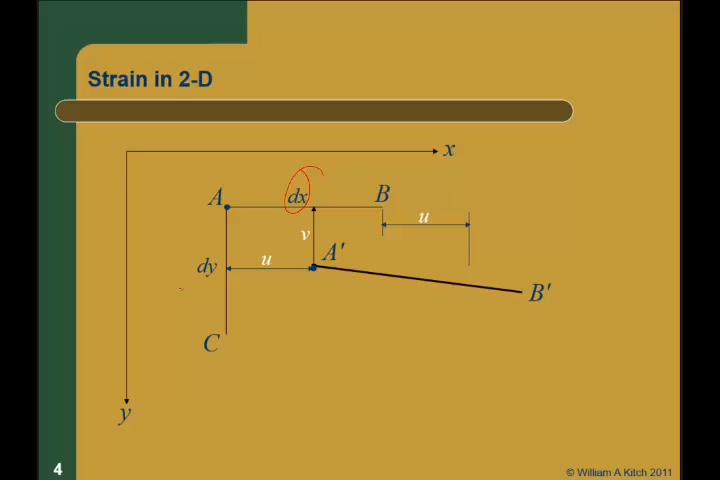 Strain in 2-D
x
A dx B
u
v
A'
dy u
B'
C
y
4
© William A Kitch 2011